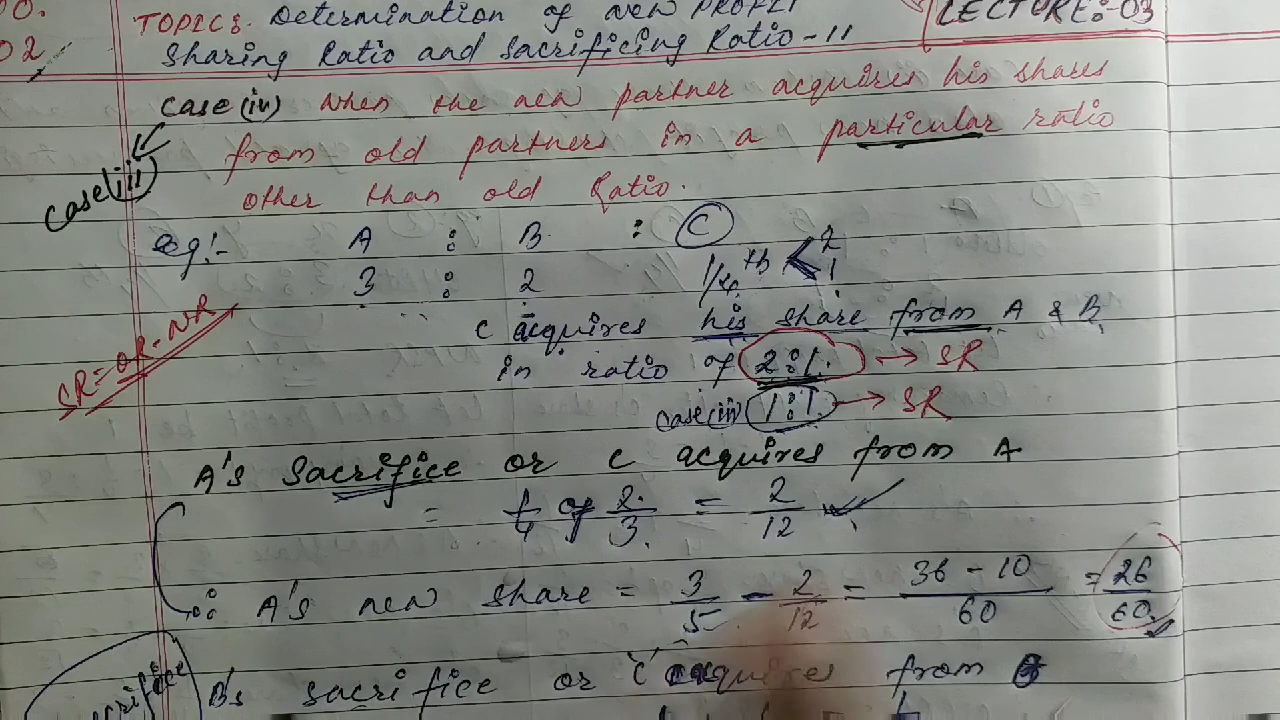 TOPICS: Determination of new PROFIT LECTURE:-03
02 Sharing Ratio and Sacrificing Ratio-11
case(iv) when the new partner acquires his shares
from old partners in a particular ratio
case(iii) other than old Ratio.
eg:- A : B : C
3 : 2 1/4th < 2 1
C acquires his share from A & B
SR=OR-NR in ratio of 2:1. → SR
case(iii) 1:1. → SR
A's Sacrifice or C acquires from A
= 1/4 of 2/3. = 2/12
∴ A's new share = 3/5 - 2/12 = 36-10/60 = 26/60
B's sacrifice or 'C' acquires from